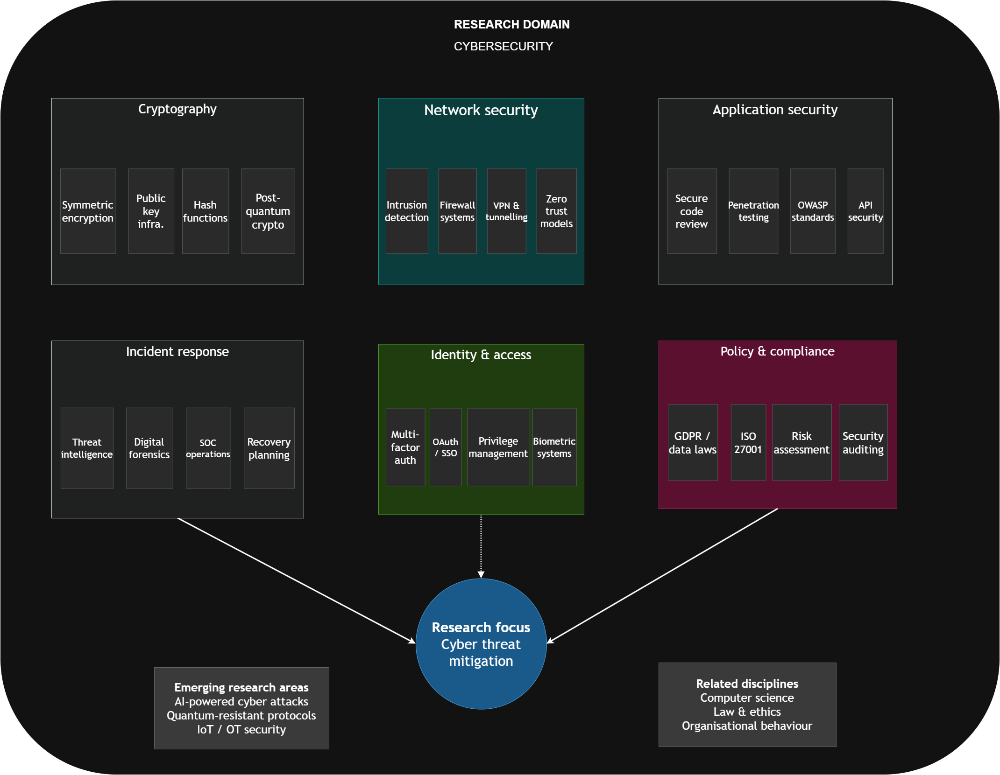 RESEARCH DOMAIN
CYBERSECURITY
Cryptography
Symmetric
encryption
Public
key
infra.
Hash
functions
Post-
quantum
crypto
Network security
Intrusion
detection
Firewall
systems
VPN &
tunnelling
Zero
trust
models
Application security
Secure
code
review
Penetration
testing
OWASP
standards
API
security
Incident response
Threat
intelligence
Digital
forensics
SOC
operations
Recovery
planning
Identity & access
Multi-
factor
auth
OAuth
/ SSO
Privilege
management
Biometric
systems
Policy & compliance
GDPR /
data laws
ISO
27001
Risk
assessment
Security
auditing
Research focus
Cyber threat
mitigation
Emerging research areas
AI-powered cyber attacks
Quantum-resistant protocols
IoT / OT security
Related disciplines
Computer science
Law & ethics
Organisational behaviour